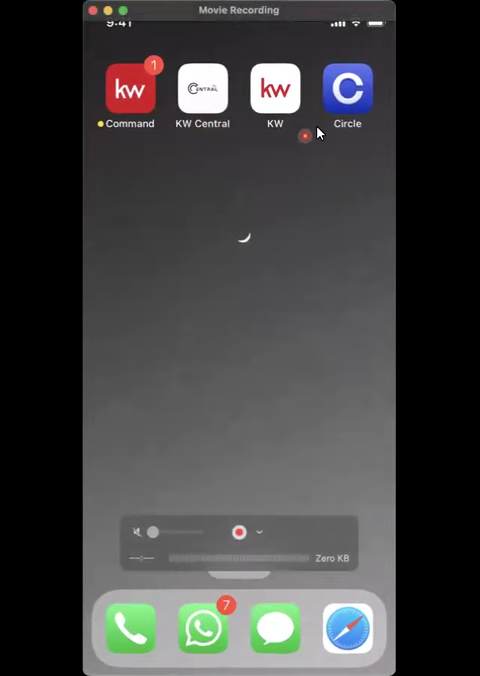 Movie Recording
9:41
1
kw
CENTRAL
kw
C
Command
KW Central
KW
Circle
Zero KB
7